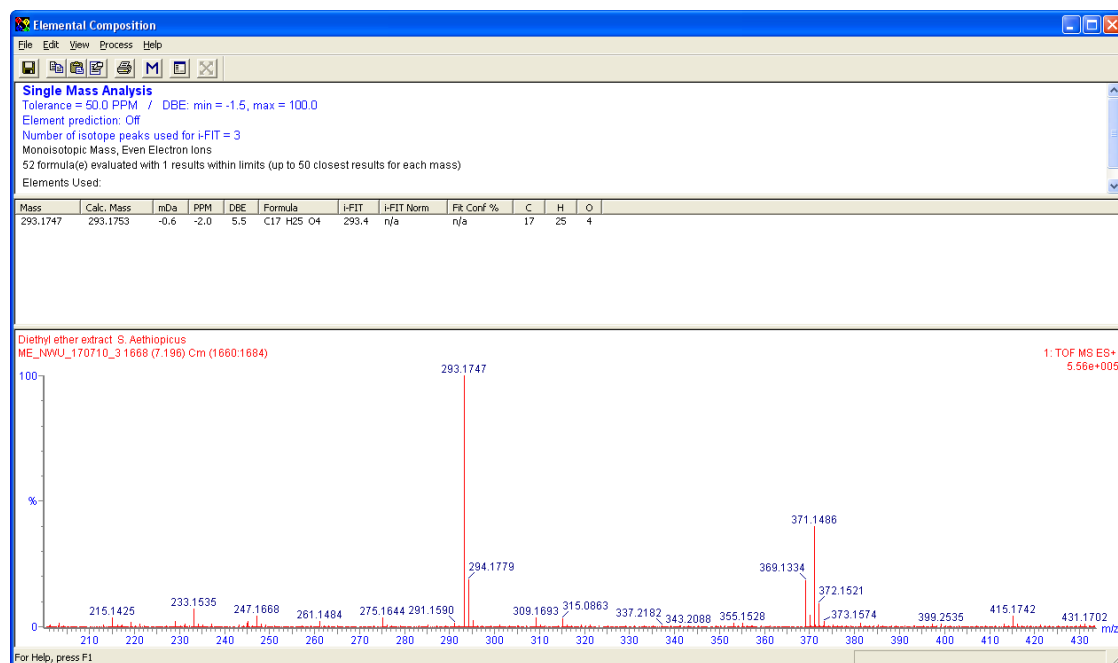 Elemental Composition
File Edit View Process Help
M
Single Mass Analysis
Tolerance = 50.0 PPM / DBE: min = -1.5, max = 100.0
Element prediction: Off
Number of isotope peaks used for i-FIT = 3
Monoisotopic Mass, Even Electron Ions
52 formula(e) evaluated with 1 results within limits (up to 50 closest results for each mass)
Elements Used:
Mass Calc. Mass mDa PPM DBE Formula i-FIT i-FIT Norm Fit Conf % C H O
293.1747 293.1753 -0.6 -2.0 5.5 C17 H25 O4 293.4 n/a n/a 17 25 4
Diethyl ether extract S. Aethiopicus
ME_NWU_170710_3 1668 (7.196) Cm (1660:1684)
1: TOF MS ES+
5.56e+005
100
293.1747
%
371.1486
369.1334
294.1779
372.1521
233.1535
215.1425
247.1668
261.1484
275.1644
291.1590
309.1693
315.0863
337.2182
343.2088
355.1528
373.1574
399.2535
415.1742
431.1702
0
m/z
210 220 230 240 250 260 270 280 290 300 310 320 330 340 350 360 370 380 390 400 410 420 430
For Help, press F1